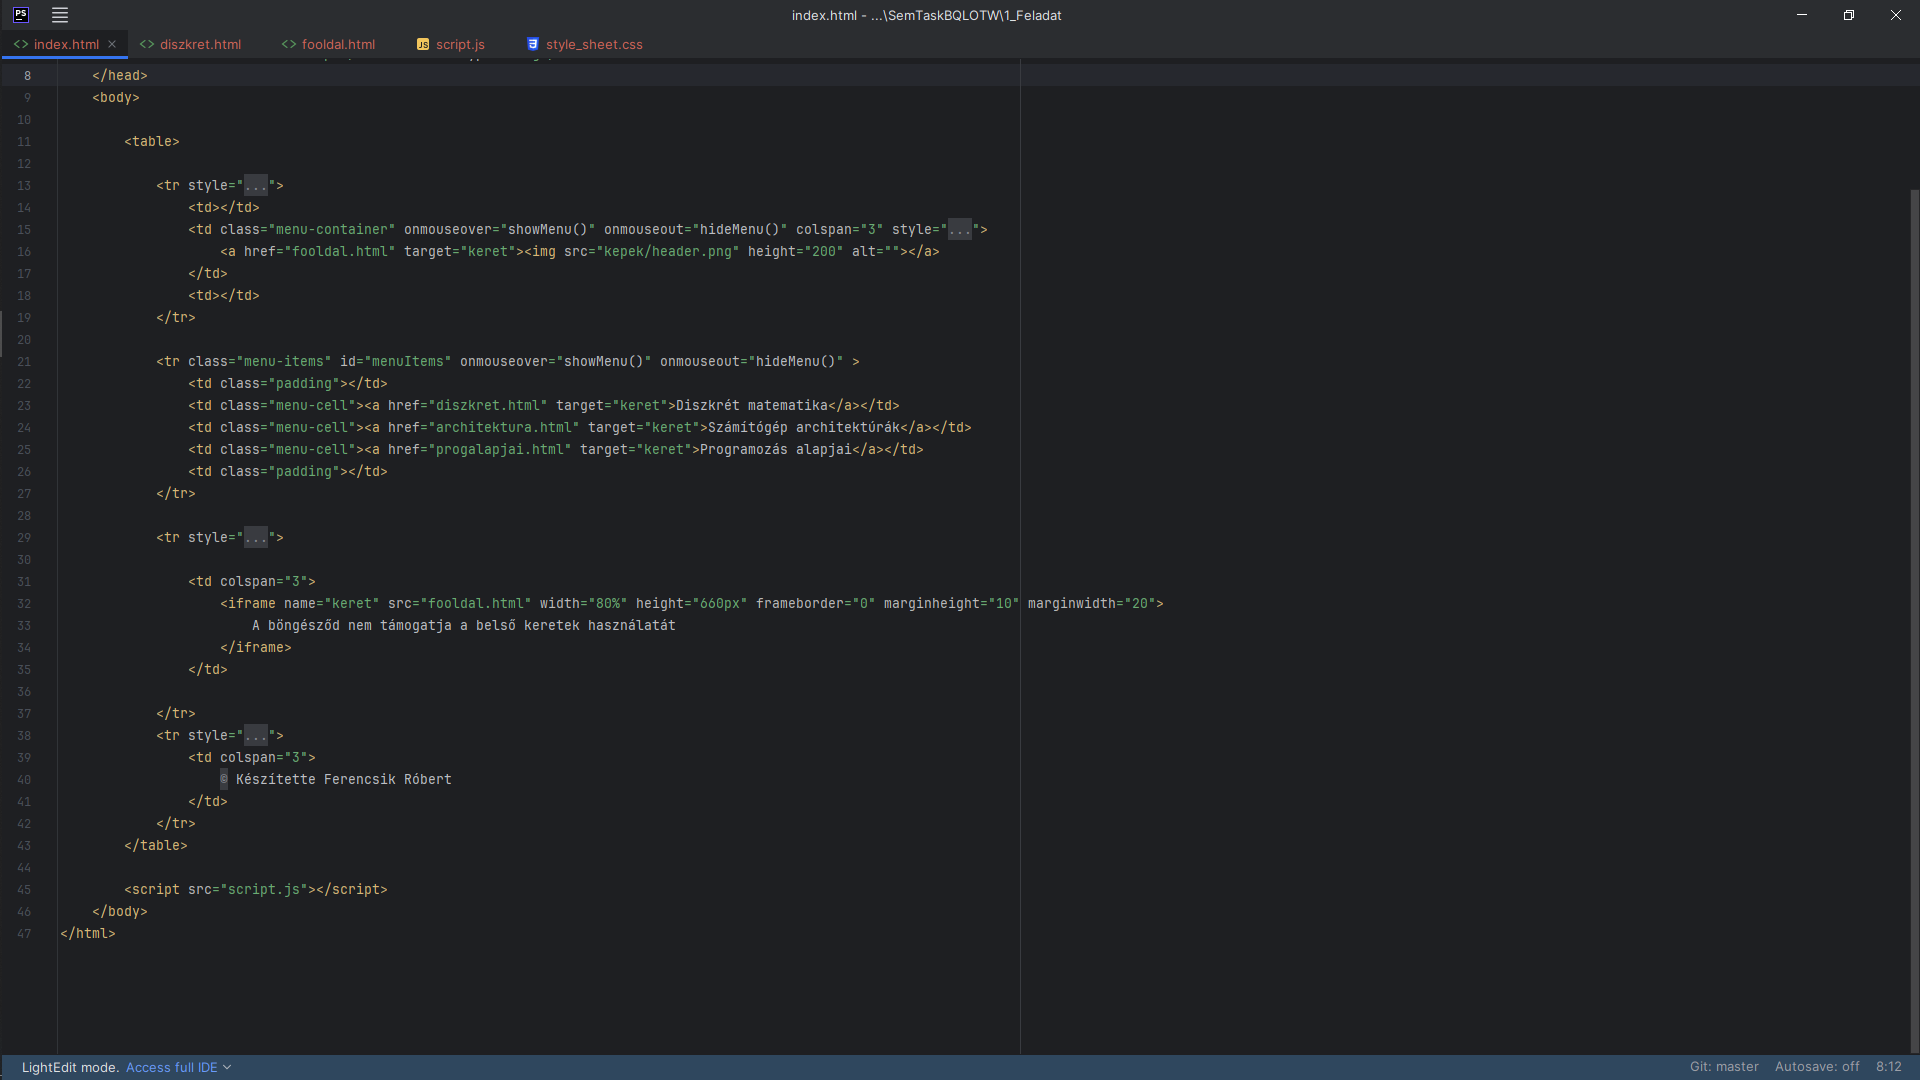 PS
index.html - ...\SemTaskBQLOTW\1_Feladat
index.html
diszkret.html
fooldal.html
JS script.js
style_sheet.css
8 </head>
9 <body>
10
11 <table>
12
13 <tr style="...">
14 <td></td>
15 <td class="menu-container" onmouseover="showMenu()" onmouseout="hideMenu()" colspan="3" style="...">
16 <a href="fooldal.html" target="keret"><img src="kepek/header.png" height="200" alt=""></a>
17 </td>
18 <td></td>
19 </tr>
20
21 <tr class="menu-items" id="menuItems" onmouseover="showMenu()" onmouseout="hideMenu()" >
22 <td class="padding"></td>
23 <td class="menu-cell"><a href="diszkret.html" target="keret">Diszkrét matematika</a></td>
24 <td class="menu-cell"><a href="architektura.html" target="keret">Számítógép architektúrák</a></td>
25 <td class="menu-cell"><a href="progalapjai.html" target="keret">Programozás alapjai</a></td>
26 <td class="padding"></td>
27 </tr>
28
29 <tr style="...">
30
31 <td colspan="3">
32 <iframe name="keret" src="fooldal.html" width="80%" height="660px" frameborder="0" marginheight="10" marginwidth="20">
33 A böngésződ nem támogatja a belső keretek használatát
34 </iframe>
35 </td>
36
37 </tr>
38 <tr style="...">
39 <td colspan="3">
40 © Készítette Ferencsik Róbert
41 </td>
42 </tr>
43 </table>
44
45 <script src="script.js"></script>
46 </body>
47 </html>
LightEdit mode. Access full IDE
Git: master Autosave: off 8:12